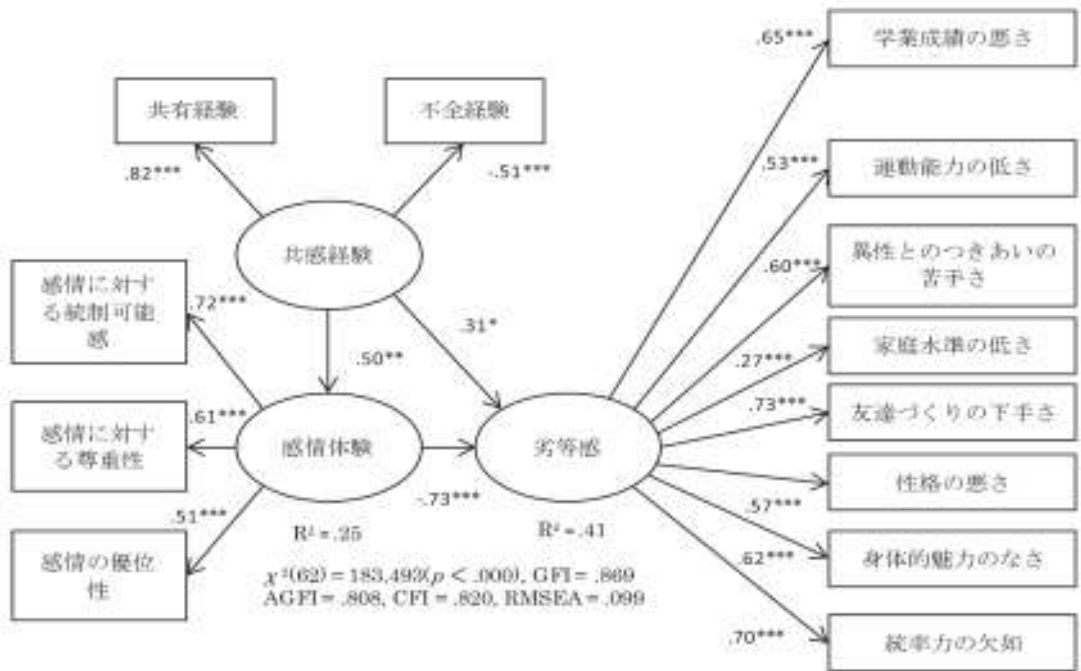 学業成績の悪さ
.65***
共有経験
不全経験
.82***
-.51***
.53***
運動能力の低さ
共感経験
感情に対す
る統制可能
感
.72***
異性とのつきあいの
苦手さ
.60***
.31*
.50**
家庭水準の低さ
.27***
.73***
友達づくりの下手さ
感情に対す
る尊重性
.61***
感情体験
劣等感
性格の悪さ
-.73***
.57***
.51***
R² = .25
R² = .41
感情の優位
性
身体的魅力のなさ
.62***
χ²(62) = 183.493(p < .000), GFI = .869
AGFI = .808, CFI = .820, RMSEA = .099
.70***
統率力の欠如